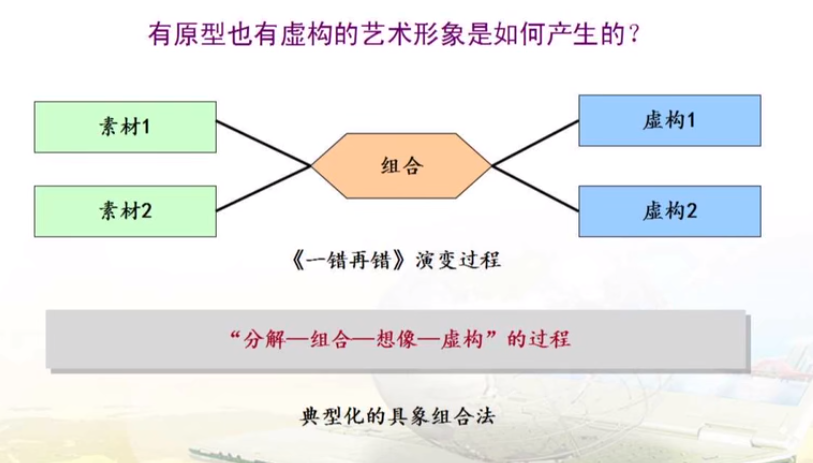 有原型也有虚构的艺术形象是如何产生的？
素材1
虚构1
组合
素材2
虚构2
《一错再错》演变过程
“分解—组合—想像—虚构”的过程
典型化的具象组合法